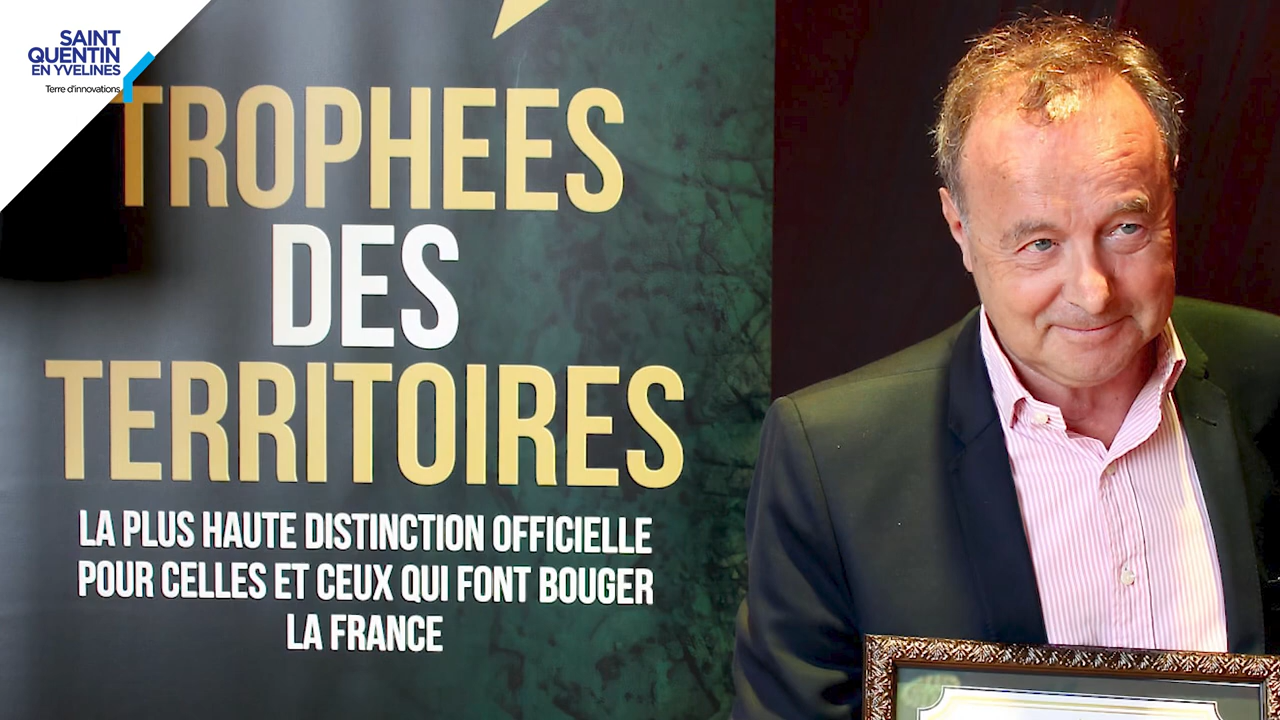 SAINT
QUENTIN
EN YVELINES
Terre d'innovations
TROPHEES
DES
TERRITOIRES
LA PLUS HAUTE DISTINCTION OFFICIELLE
POUR CELLES ET CEUX QUI FONT BOUGER
LA FRANCE